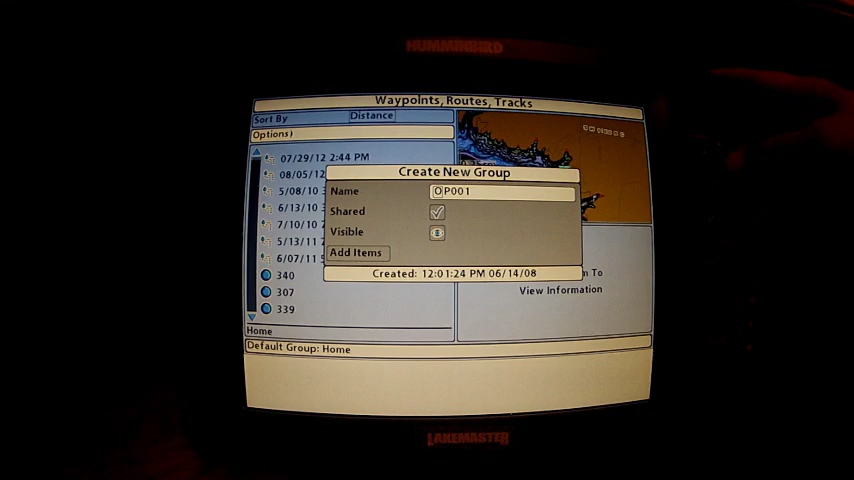 HUMMINBIRD
Waypoints, Routes, Tracks
Sort By Distance
Options)
07/29/12 2:44 PM
08/05/12
5/08/10 3
6/13/10 3
7/10/10
5/13/11
6/07/11
340
307
339
Create New Group
Name OP001
Shared
Visible
Add Items
Created: 12:01:24 PM 06/14/08
To
View Information
Home
Default Group: Home
LAKEMASTER